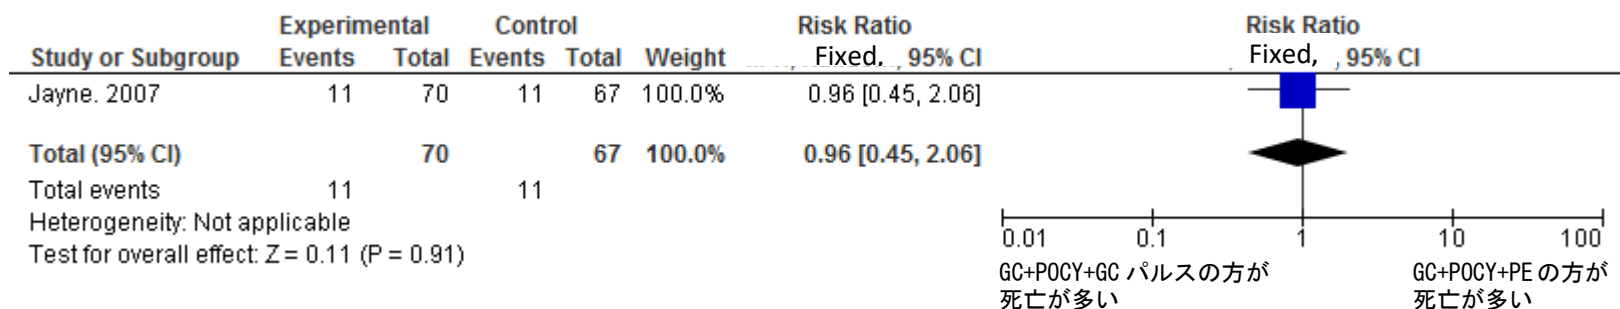 Experimental Control Risk Ratio Risk Ratio
Study or Subgroup Events Total Events Total Weight Fixed, , 95% CI Fixed, , 95% CI
Jayne. 2007 11 70 11 67 100.0% 0.96 [0.45, 2.06]
Total (95% CI) 70 67 100.0% 0.96 [0.45, 2.06]
Total events 11 11
Heterogeneity: Not applicable
Test for overall effect: Z = 0.11 (P = 0.91)
0.01 0.1 1 10 100
GC+POCY+GC パルスの方が GC+POCY+PE の方が
死亡が多い 死亡が多い